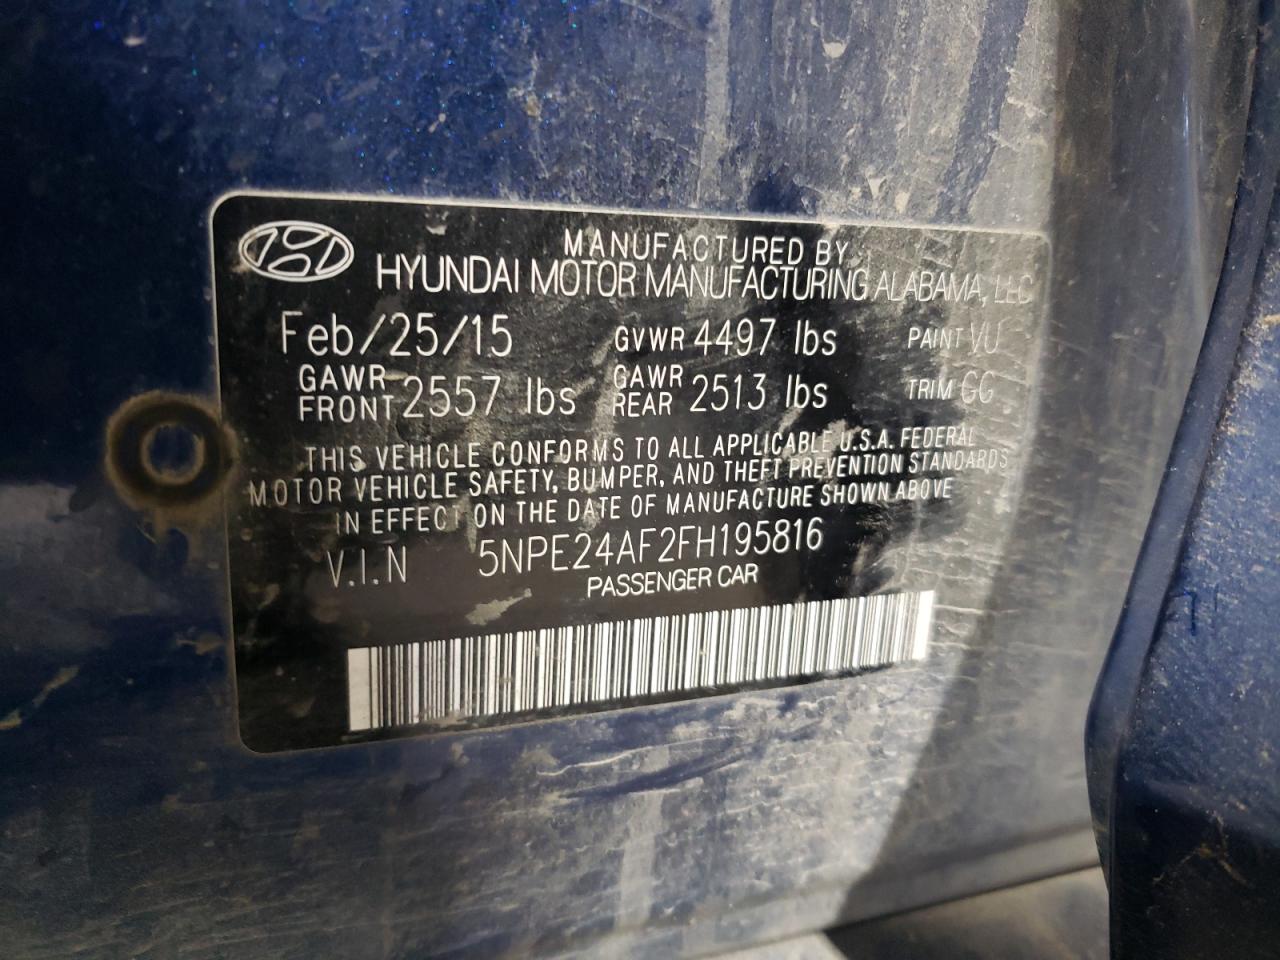 MANUFACTURED BY
HYUNDAI MOTOR MANUFACTURING ALABAMA, LLC
Feb/25/15 GVWR 4497 lbs PAINT VU
GAWR FRONT 2557 lbs GAWR REAR 2513 lbs TRIM GG
THIS VEHICLE CONFORMS TO ALL APPLICABLE U.S.A. FEDERAL
MOTOR VEHICLE SAFETY, BUMPER, AND THEFT PREVENTION STANDARDS
IN EFFECT ON THE DATE OF MANUFACTURE SHOWN ABOVE
V.I.N 5NPE24AF2FH195816
PASSENGER CAR